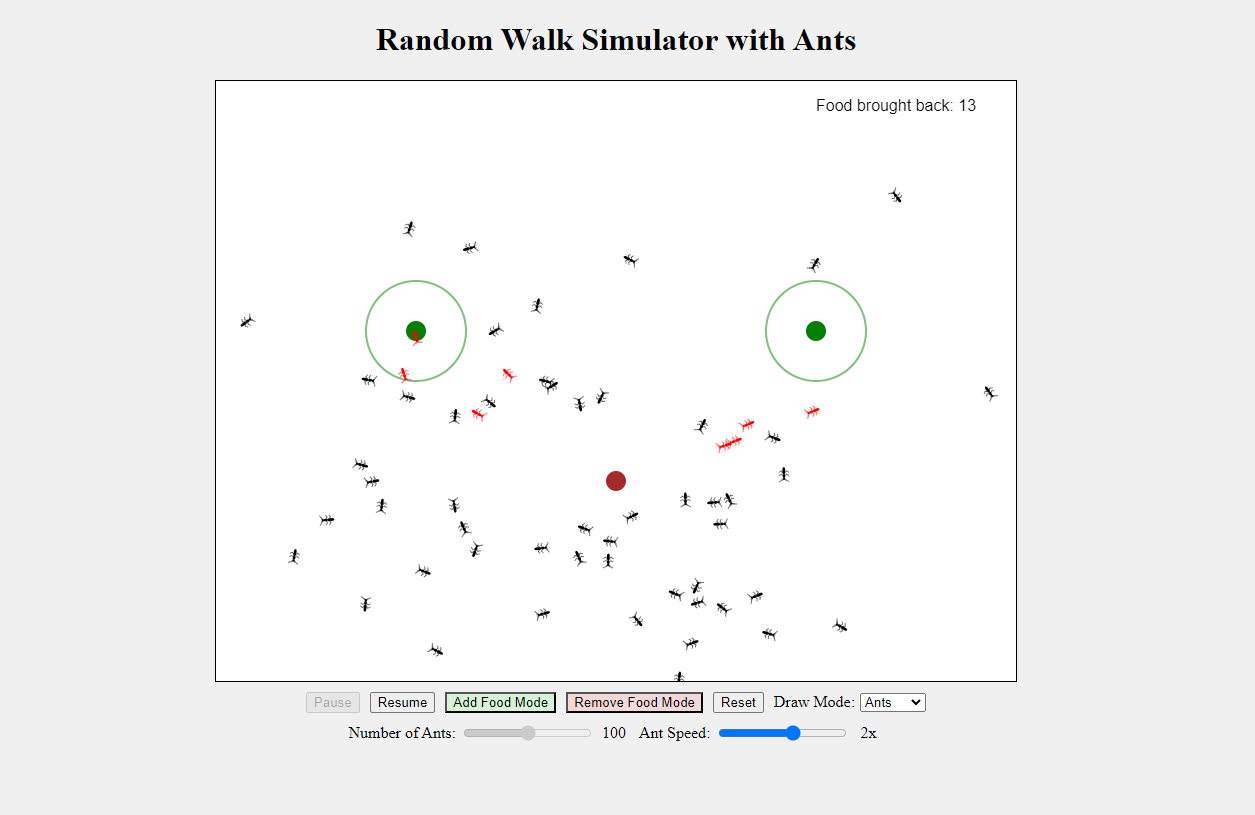 Random Walk Simulator with Ants
Food brought back: 13
Pause Resume Add Food Mode Remove Food Mode Reset Draw Mode: Ants
Number of Ants: 100 Ant Speed: 2x